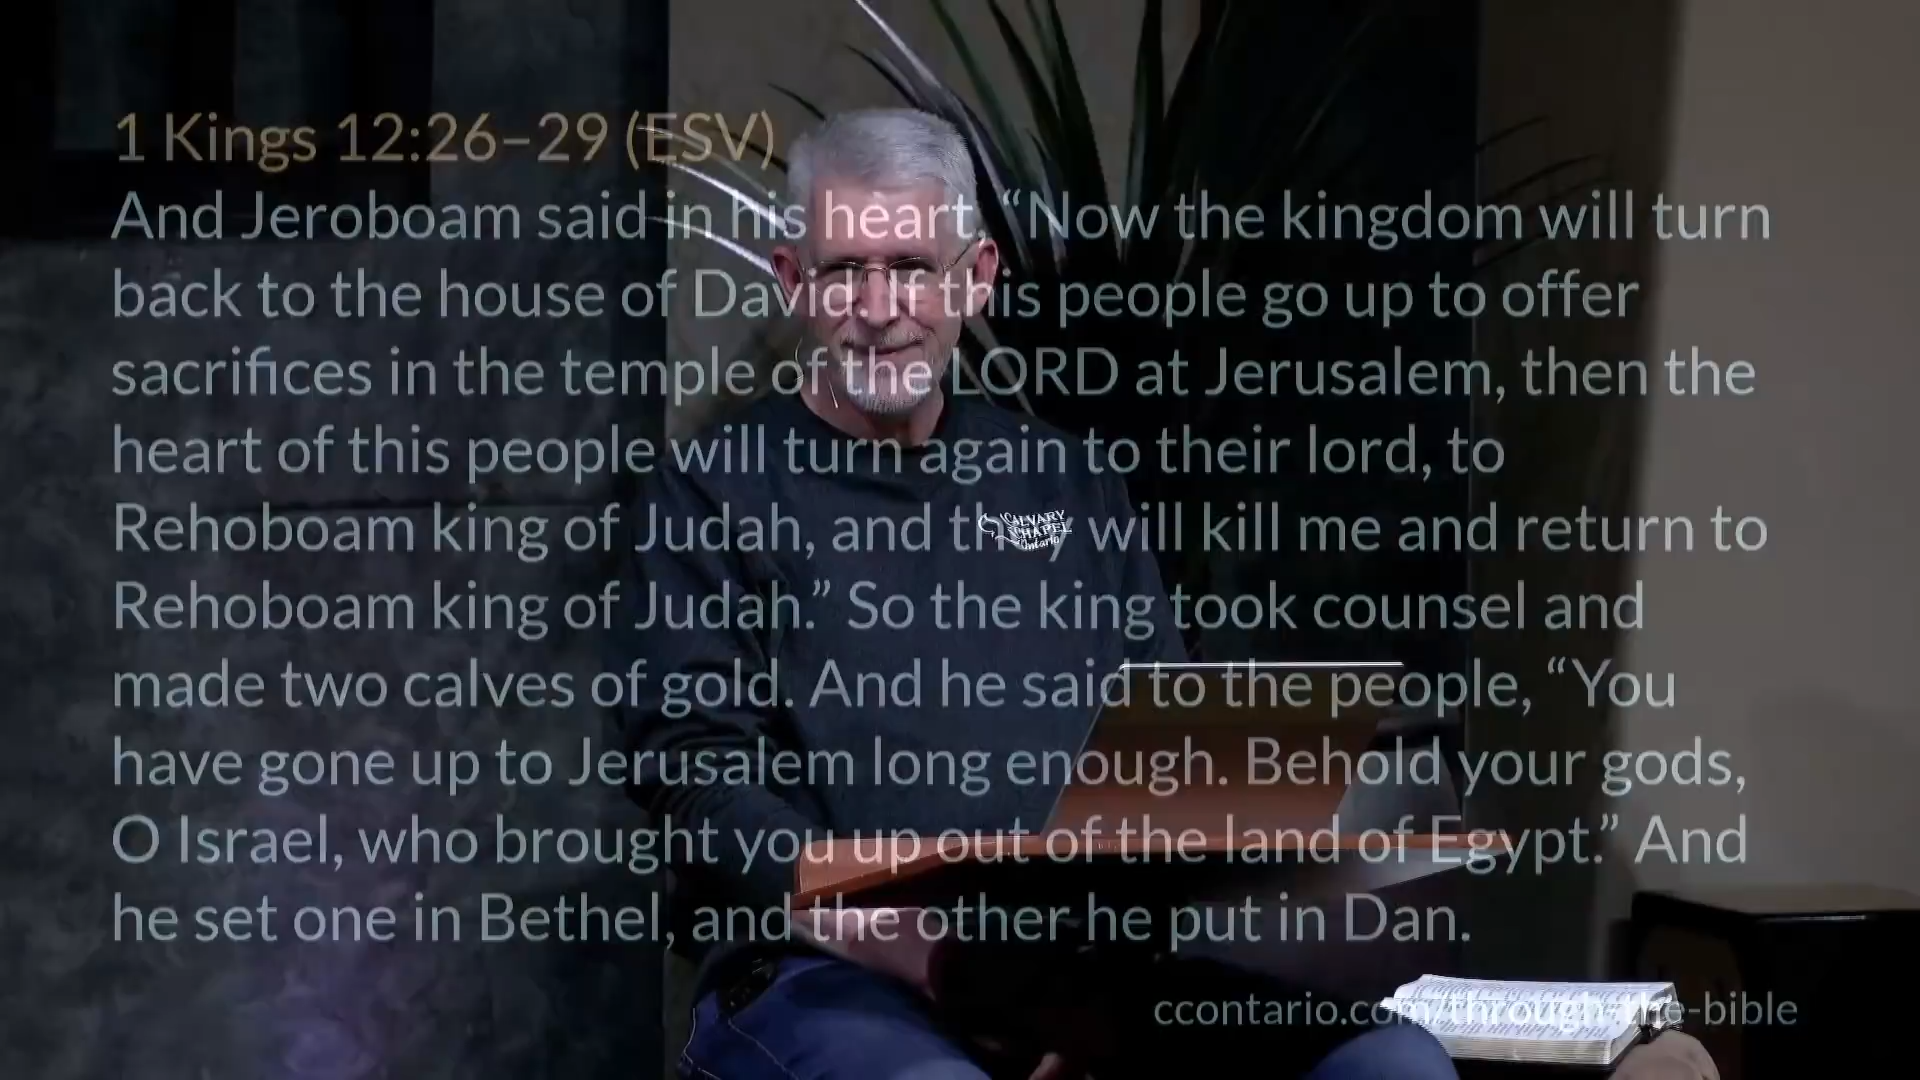 1 Kings 12:26–29 (ESV)
And Jeroboam said in his heart, “Now the kingdom will turn
back to the house of David if this people go up to offer
sacrifices in the temple of the LORD at Jerusalem, then the
heart of this people will turn again to their lord, to
Rehoboam king of Judah, and they will kill me and return to
Rehoboam king of Judah.” So the king took counsel and
made two calves of gold. And he said to the people, “You
have gone up to Jerusalem long enough. Behold your gods,
O Israel, who brought you up out of the land of Egypt.” And
he set one in Bethel, and the other he put in Dan.
CALVARY
CHAPEL
Ontario
ccontario.com/through-the-bible